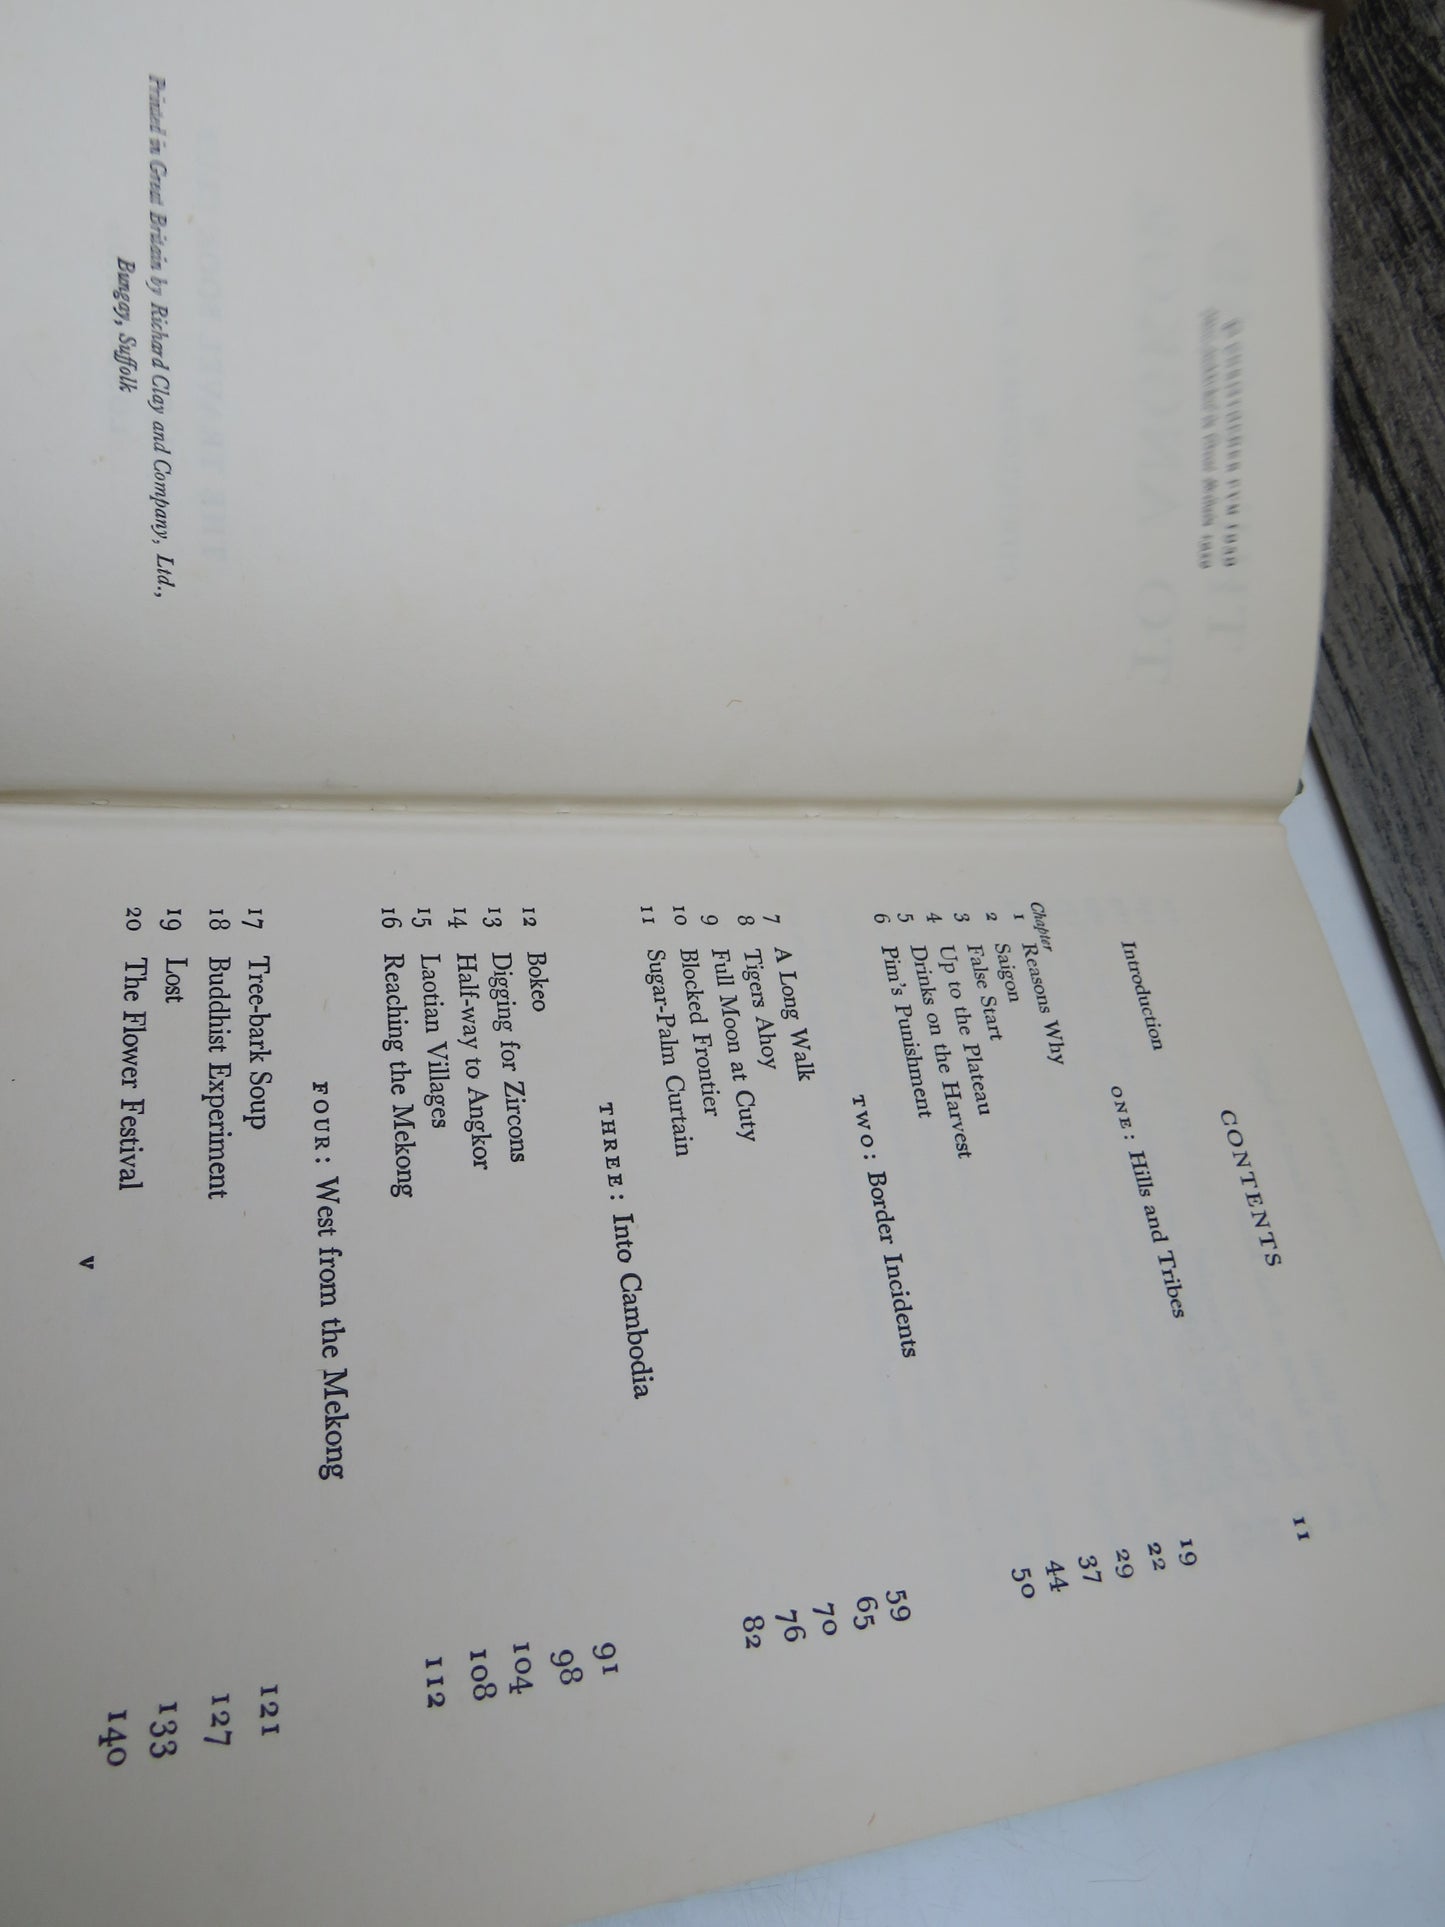 Printed in Great Britain by Richard Clay and Company, Ltd.,
Bungay, Suffolk
CONTENTS
Introduction 11
ONE: Hills and Tribes
Chapter
1 Reasons Why 19
2 Saigon 22
3 False Start 29
4 Up to the Plateau 37
5 Drinks on the Harvest 44
6 Pim's Punishment 50
TWO: Border Incidents
7 A Long Walk 59
8 Tigers Ahoy 65
9 Full Moon at Cuty 70
10 Blocked Frontier 76
11 Sugar-Palm Curtain 82
THREE: Into Cambodia
12 Bokeo 91
13 Digging for Zircons 98
14 Half-way to Angkor 104
15 Laotian Villages 108
16 Reaching the Mekong 112
FOUR: West from the Mekong
17 Tree-bark Soup 121
18 Buddhist Experiment 127
19 Lost 133
20 The Flower Festival 140
v